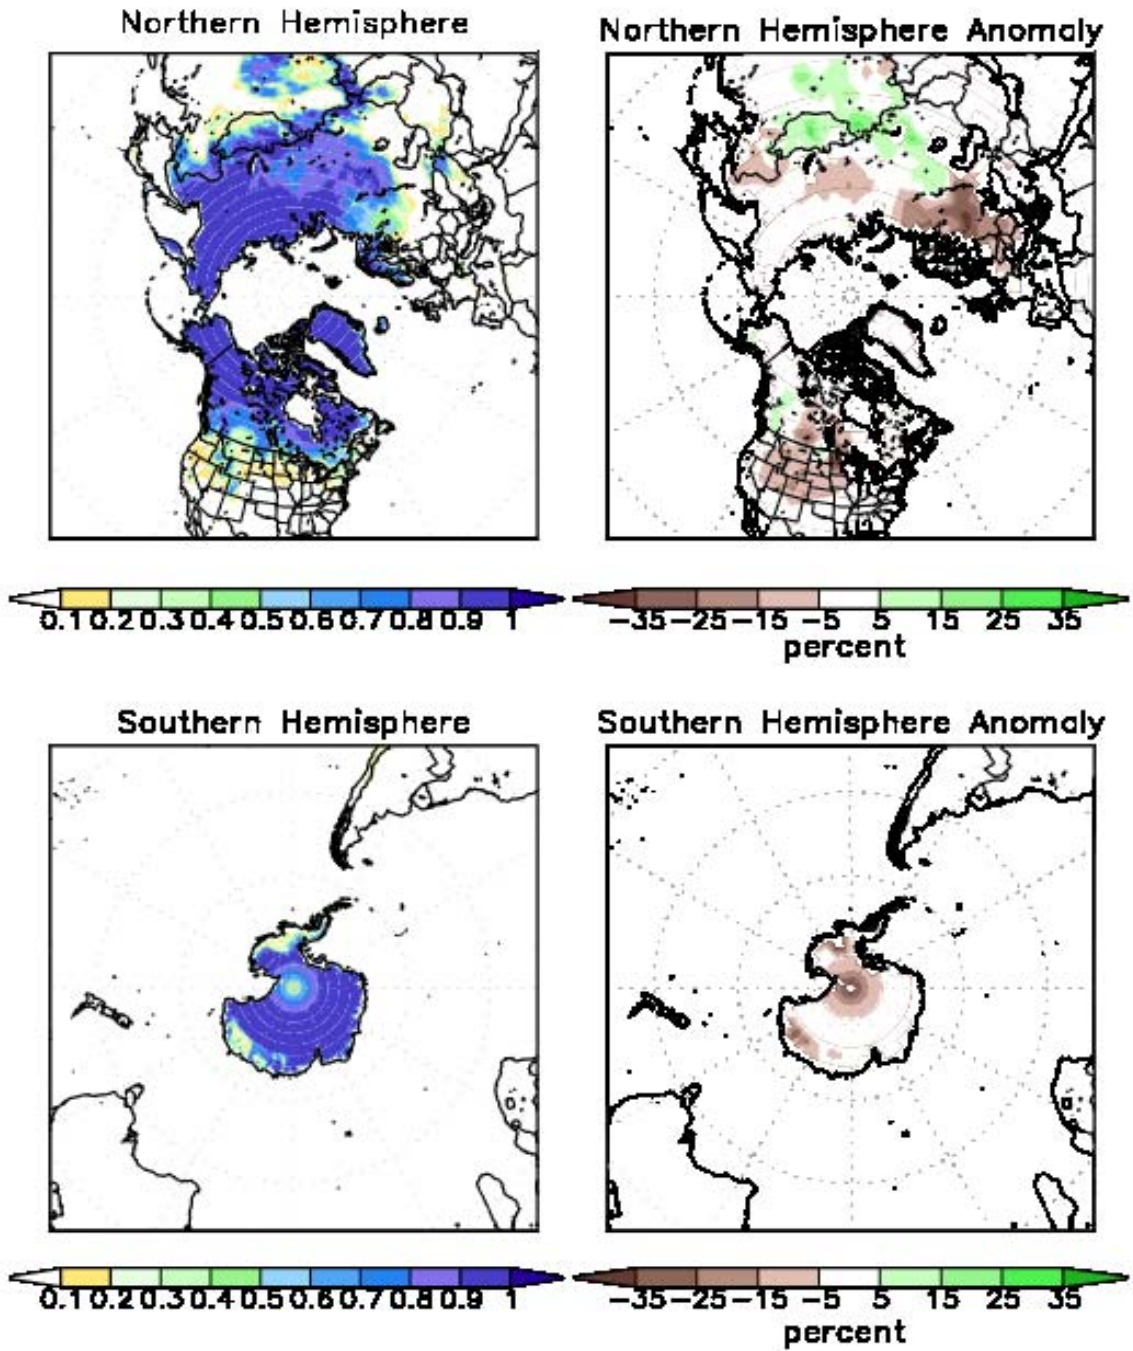 Northern Hemisphere
Northern Hemisphere Anomaly
0.1 0.2 0.3 0.4 0.5 0.6 0.7 0.8 0.9 1
-35 -25 -15 -5 5 15 25 35
percent
Southern Hemisphere
Southern Hemisphere Anomaly
0.1 0.2 0.3 0.4 0.5 0.6 0.7 0.8 0.9 1
-35 -25 -15 -5 5 15 25 35
percent